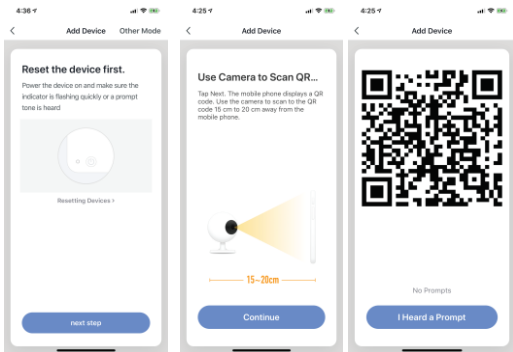 4:36
Add Device
Other Mode
Reset the device first.
Power the device on and make sure the
indicator is flashing quickly or a prompt
tone is heard
Resetting Devices >
next step
4:25
Add Device
Use Camera to Scan QR...
Tap Next. The mobile phone displays a QR
code. Use the camera to scan to the QR
code 15 cm to 20 cm away from the
mobile phone.
15~20cm
Continue
4:25
Add Device
No Prompts
I Heard a Prompt